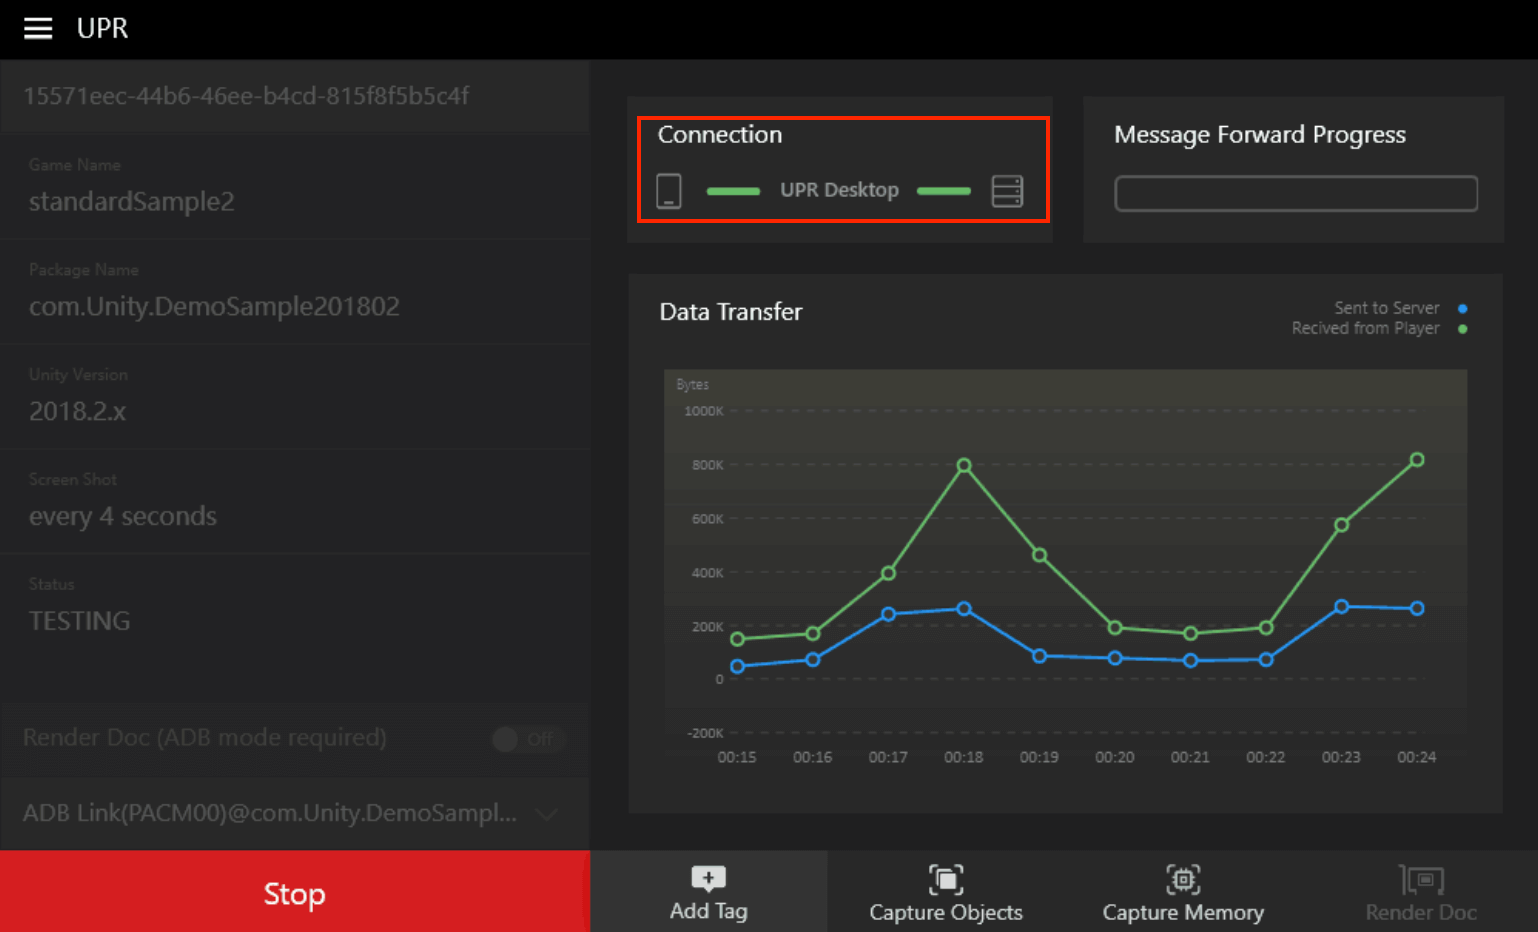 UPR
15571eec-44b6-46ee-b4cd-815f8f5b5c4f
Game Name
standardSample2
Package Name
com.Unity.DemoSample201802
Unity Version
2018.2.x
Screen Shot
every 4 seconds
Status
TESTING
Render Doc (ADB mode required)
Off
ADB Link(PACM00)@com.Unity.DemoSampl...
Stop
Connection
UPR Desktop
Message Forward Progress
Data Transfer
Sent to Server
Recived from Player
Bytes
1000K
800K
600K
400K
200K
0
-200K
00:15 00:16 00:17 00:18 00:19 00:20 00:21 00:22 00:23 00:24
Add Tag
Capture Objects
Capture Memory
Render Doc